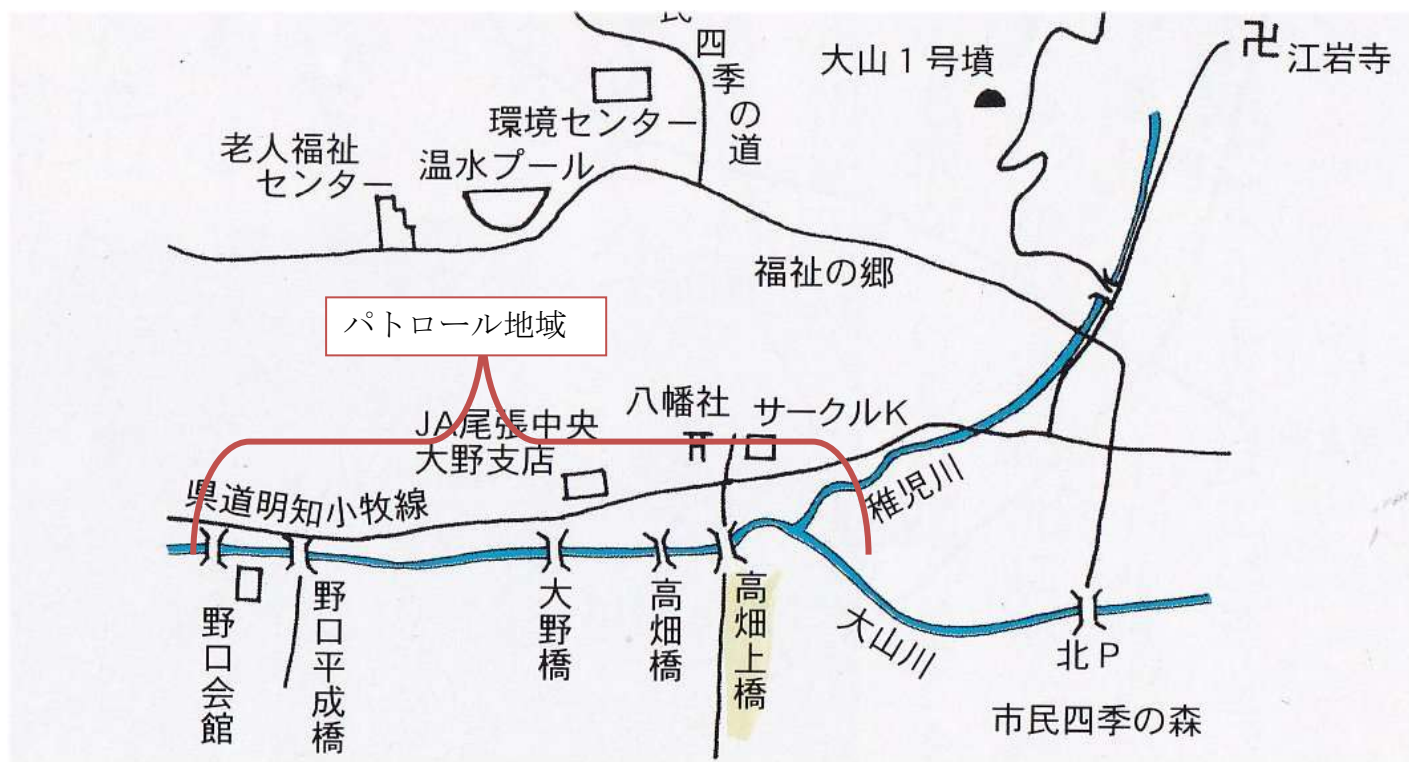 民四季の道
大山1号墳
卍江岩寺
環境センター
老人福祉
センター
温水プール
福祉の郷
パトロール地域
八幡社
サークルK
JA尾張中央
大野支店
県道明知小牧線
稚児川
野口会館
野口平成橋
大野橋
高畑橋
高畑上橋
大山川
北P
市民四季の森